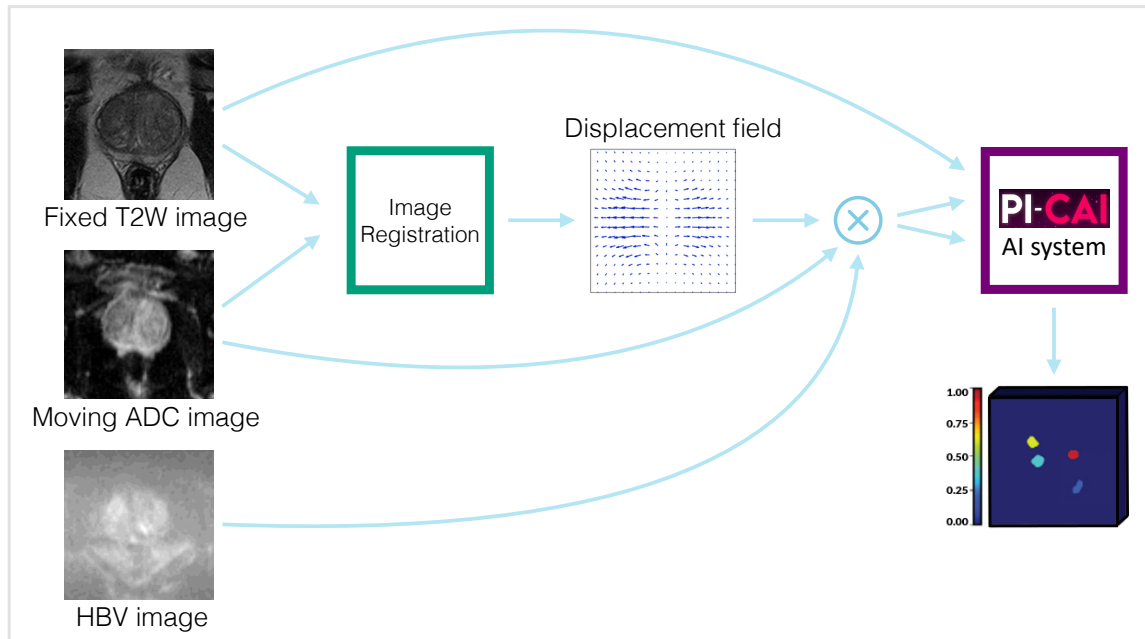 Fixed T2W image
Moving ADC image
HBV image
Image
Registration
Displacement field
PI-CAI
AI system
1.00
0.75
0.50
0.25
0.00